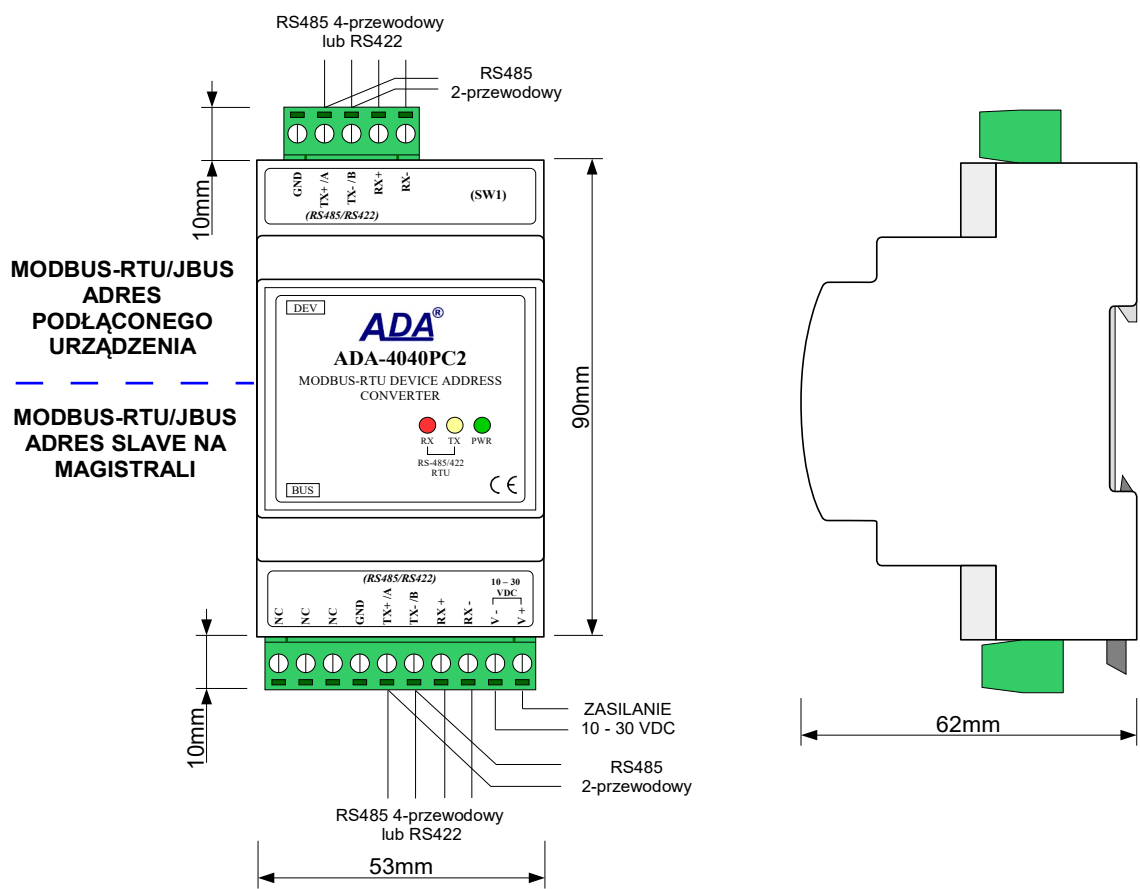 RS485 4-przewodowy
lub RS422
RS485
2-przewodowy
10mm
GND
TX+ /A
TX- /B
RX+
RX-
(SW1)
(RS485/RS422)
MODBUS-RTU/JBUS
ADRES
PODŁĄCONEGO
URZĄDZENIA
MODBUS-RTU/JBUS
ADRES SLAVE NA
MAGISTRALI
DEV
ADA®
ADA-4040PC2
MODBUS-RTU DEVICE ADDRESS
CONVERTER
RX TX PWR
RS-485/422
RTU
BUS
CE
90mm
(RS485/RS422)
10 – 30
VDC
NC
NC
NC
GND
TX+ /A
TX- /B
RX +
RX -
V -
V +
10mm
ZASILANIE
10 - 30 VDC
RS485
2-przewodowy
RS485 4-przewodowy
lub RS422
53mm
62mm